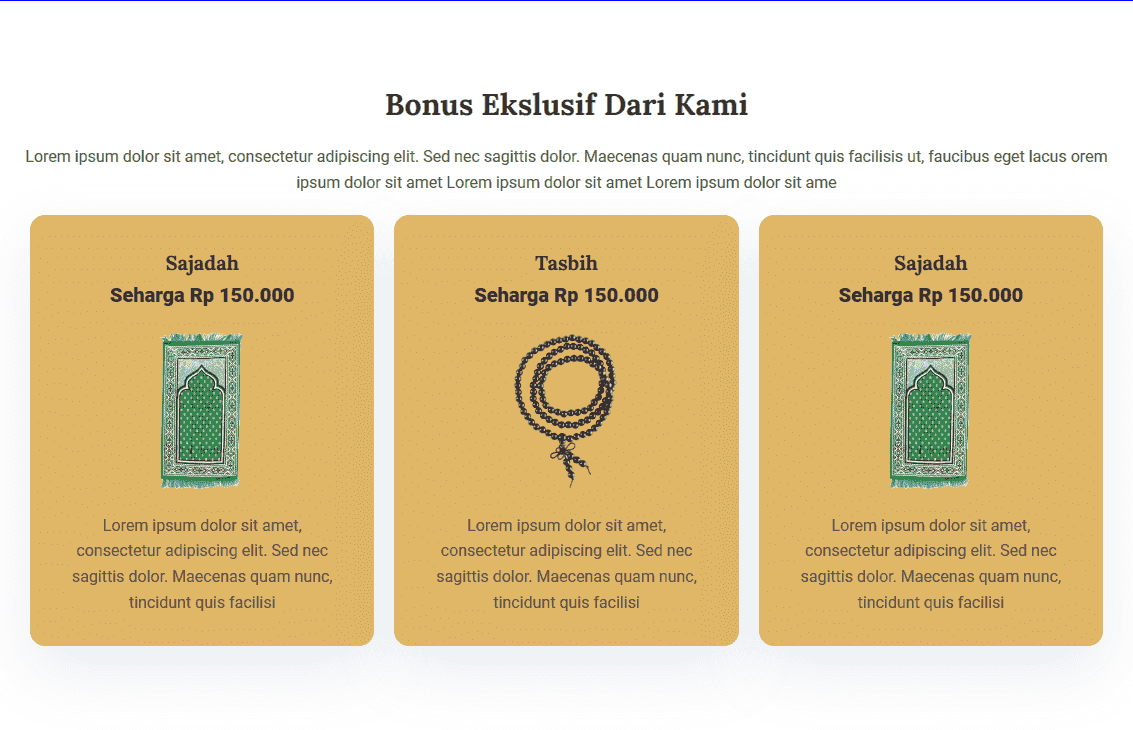 Bonus Ekslusif Dari Kami
Lorem ipsum dolor sit amet, consectetur adipiscing elit. Sed nec sagittis dolor. Maecenas quam nunc, tincidunt quis facilisis ut, faucibus eget lacus orem
ipsum dolor sit amet Lorem ipsum dolor sit amet Lorem ipsum dolor sit ame
Sajadah
Seharga Rp 150.000
Lorem ipsum dolor sit amet,
consectetur adipiscing elit. Sed nec
sagittis dolor. Maecenas quam nunc,
tincidunt quis facilisi
Tasbih
Seharga Rp 150.000
Lorem ipsum dolor sit amet,
consectetur adipiscing elit. Sed nec
sagittis dolor. Maecenas quam nunc,
tincidunt quis facilisi
Sajadah
Seharga Rp 150.000
Lorem ipsum dolor sit amet,
consectetur adipiscing elit. Sed nec
sagittis dolor. Maecenas quam nunc,
tincidunt quis facilisi